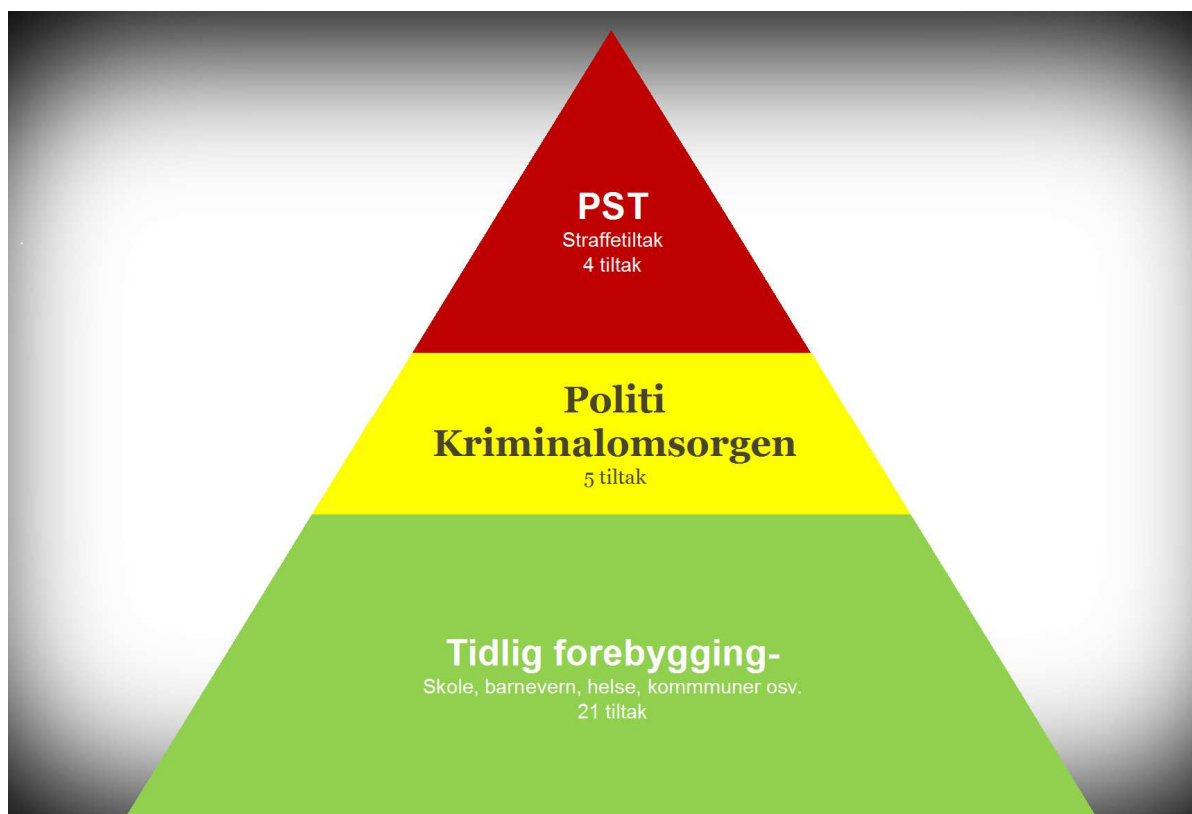 PST
Straffetiltak
4 tiltak
Politi
Kriminalomsorgen
5 tiltak
Tidlig forebygging-
Skole, barnevern, helse, kommmuner osv.
21 tiltak